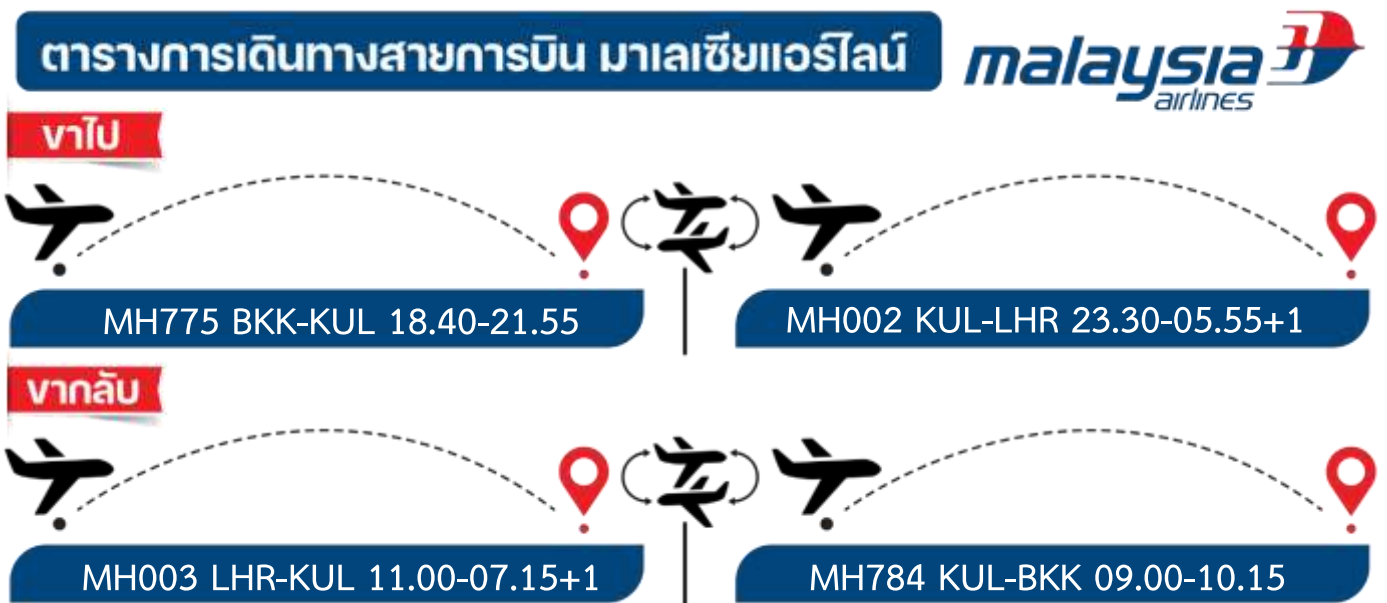 ตารางการเดินทางสายการบิน มาเลเซียแอร์ไลน์
malaysia
airlines
ขาไป
MH775 BKK-KUL 18.40-21.55
MH002 KUL-LHR 23.30-05.55+1
ขากลับ
MH003 LHR-KUL 11.00-07.15+1
MH784 KUL-BKK 09.00-10.15